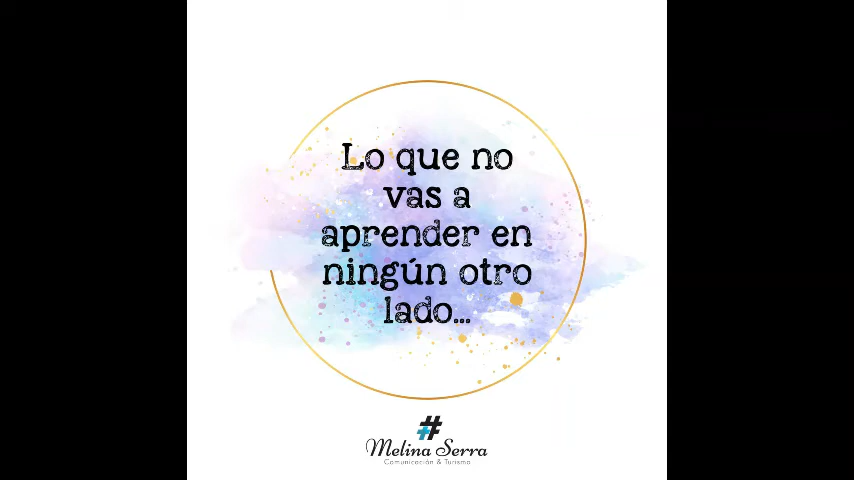 Lo que no
vas a
aprender en
ningún otro
lado...
#
Melina Serra
Comunicación & Turismo